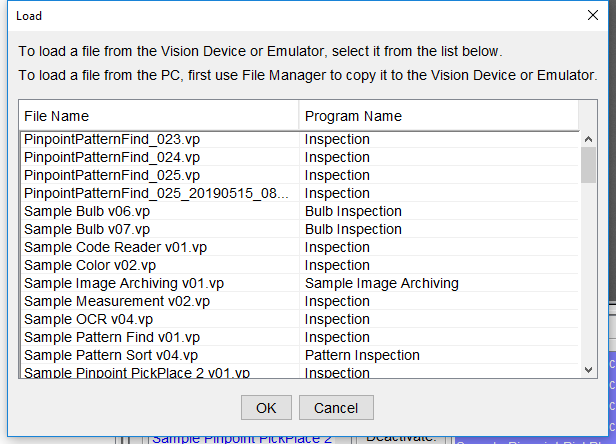 Load
To load a file from the Vision Device or Emulator, select it from the list below.
To load a file from the PC, first use File Manager to copy it to the Vision Device or Emulator.
File Name Program Name
PinpointPatternFind_023.vp Inspection
PinpointPatternFind_024.vp Inspection
PinpointPatternFind_025.vp Inspection
PinpointPatternFind_025_20190515_08... Inspection
Sample Bulb v06.vp Bulb Inspection
Sample Bulb v07.vp Bulb Inspection
Sample Code Reader v01.vp Inspection
Sample Color v02.vp Inspection
Sample Image Archiving v01.vp Sample Image Archiving
Sample Measurement v02.vp Inspection
Sample OCR v04.vp Inspection
Sample Pattern Find v01.vp Inspection
Sample Pattern Sort v04.vp Pattern Inspection
Sample Pinpoint PickPlace 2 v01.vp Inspection
OK Cancel
Sample Pinpoint PickPlace 2 Deactivate.